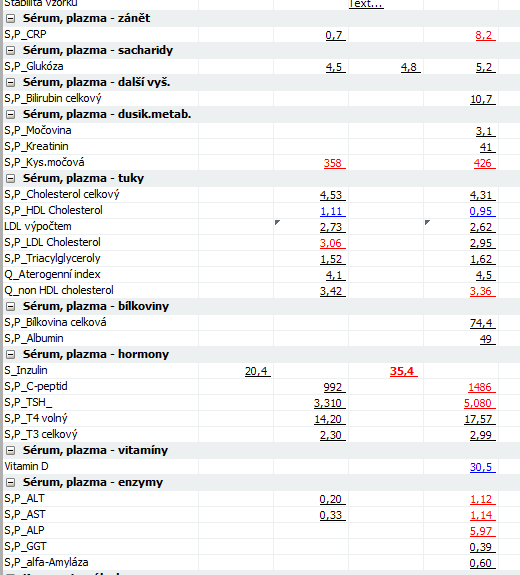 Stabilita vzorku Text...
Sérum, plazma - zánět
S,P_CRP 0,7 8,2
Sérum, plazma - sacharidy
S,P_Glukóza 4,5 4,8 5,2
Sérum, plazma - další vyš.
S,P_Bilirubin celkový 10,7
Sérum, plazma - dusik.metab.
S,P_Močovina 3,1
S,P_Kreatinin 41
S,P_Kys.močová 358 426
Sérum, plazma - tuky
S,P_Cholesterol celkový 4,53 4,31
S,P_HDL Cholesterol 1,11 0,95
LDL výpočtem 2,73 2,62
S,P_LDL Cholesterol 3,06 2,95
S,P_Triacylglyceroly 1,52 1,62
Q_Aterogenní index 4,1 4,5
Q_non HDL cholesterol 3,42 3,36
Sérum, plazma - bílkoviny
S,P_Bílkovina celková 74,4
S,P_Albumin 49
Sérum, plazma - hormony
S_Inzulin 20,4 35,4
S,P_C-peptid 992 1486
S,P_TSH_ 3,310 5,080
S,P_T4 volný 14,20 17,57
S,P_T3 celkový 2,30 2,99
Sérum, plazma - vitamíny
Vitamin D 30,5
Sérum, plazma - enzymy
S,P_ALT 0,20 1,12
S,P_AST 0,33 1,14
S,P_ALP 5,97
S,P_GGT 0,39
S,P_alfa-Amyláza 0,60